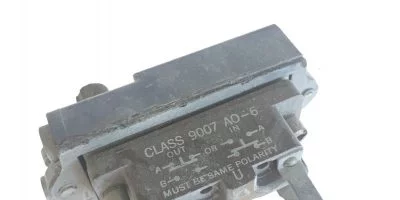 CLASS 9007 AO-6
OUT OR IN
A A
B B
MUST BE SAME POLARITY
U